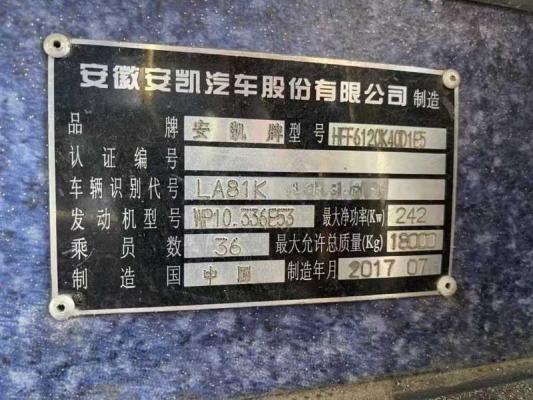 安徽安凯汽车股份有限公司 制造
品牌 安凯牌 型号 HFF6120K40D1E5
认证编号
车辆识别代号 LA81K
发动机型号 WP10.336E53 最大净功率(Kw) 242
乘员数 36 最大允许总质量(Kg) 18000
制造国 中国 制造年月 2017 07